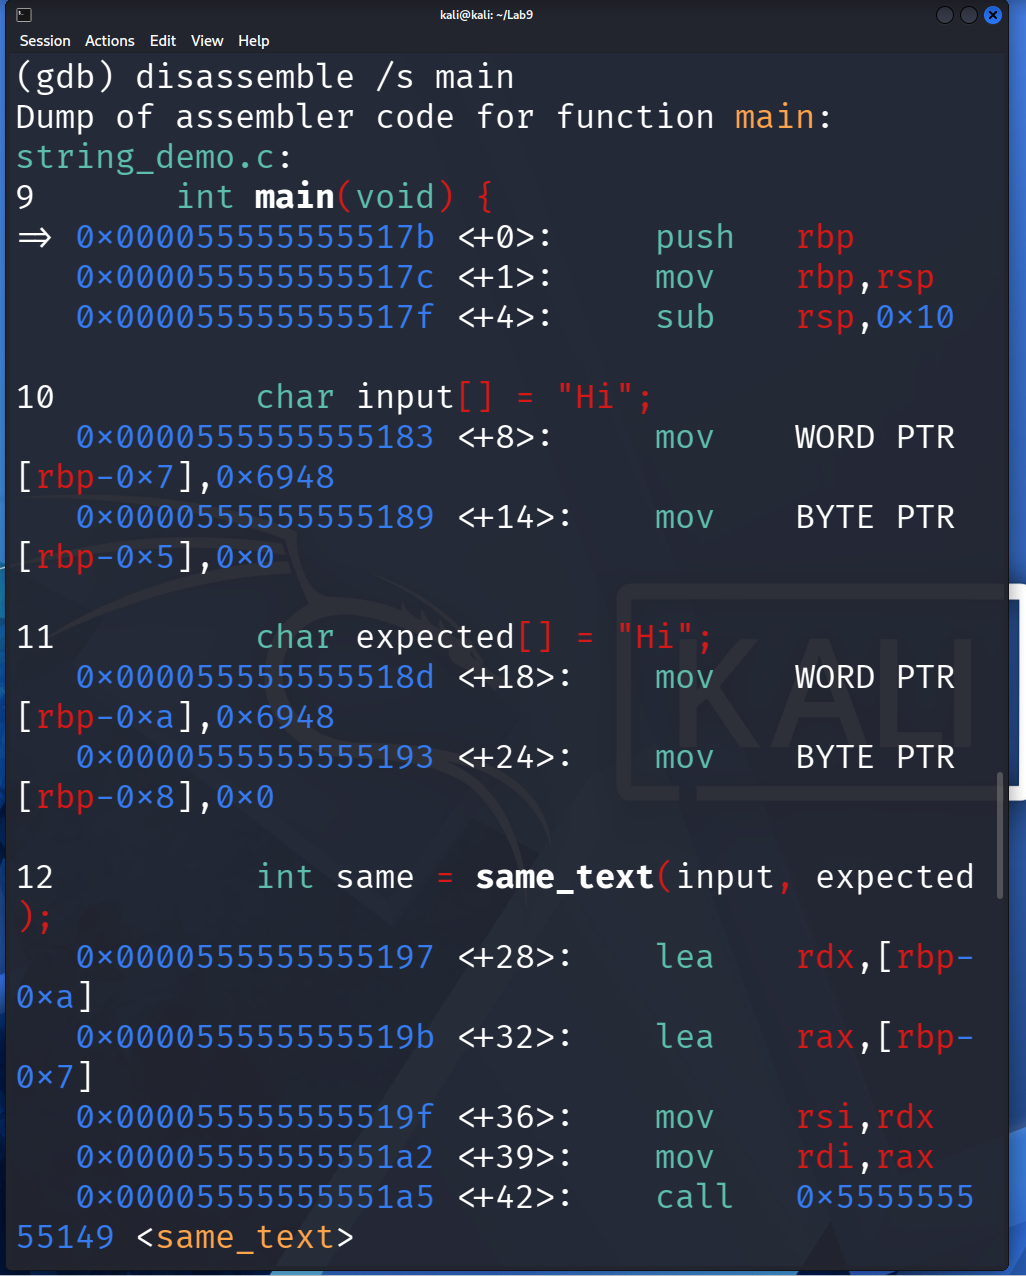 kali@kali: ~/Lab9
Session Actions Edit View Help
(gdb) disassemble /s main
Dump of assembler code for function main:
string_demo.c:
9       int main(void) {
=> 0x000055555555517b <+0>:     push   rbp
   0x000055555555517c <+1>:     mov    rbp,rsp
   0x000055555555517f <+4>:     sub    rsp,0x10
10          char input[] = "Hi";
   0x0000555555555183 <+8>:     mov    WORD PTR
[rbp-0x7],0x6948
   0x0000555555555189 <+14>:    mov    BYTE PTR
[rbp-0x5],0x0
11          char expected[] = "Hi";
   0x000055555555518d <+18>:    mov    WORD PTR
[rbp-0xa],0x6948
   0x0000555555555193 <+24>:    mov    BYTE PTR
[rbp-0x8],0x0
12          int same = same_text(input, expected
);
   0x0000555555555197 <+28>:    lea    rdx,[rbp-
0xa]
   0x000055555555519b <+32>:    lea    rax,[rbp-
0x7]
   0x000055555555519f <+36>:    mov    rsi,rdx
   0x00005555555551a2 <+39>:    mov    rdi,rax
   0x00005555555551a5 <+42>:    call   0x5555555
55149 <same_text>
KALI